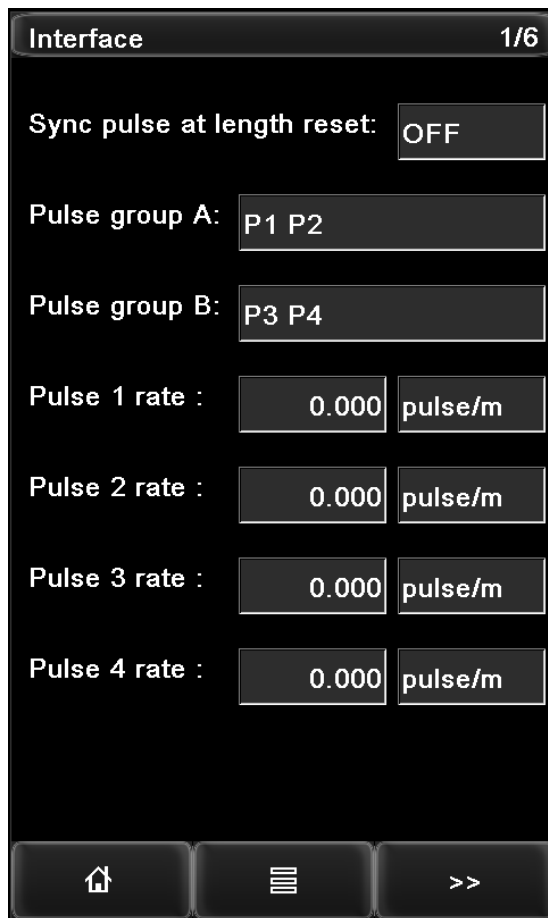 Interface 1/6
Sync pulse at length reset: OFF
Pulse group A: P1 P2
Pulse group B: P3 P4
Pulse 1 rate : 0.000 pulse/m
Pulse 2 rate : 0.000 pulse/m
Pulse 3 rate : 0.000 pulse/m
Pulse 4 rate : 0.000 pulse/m
>>